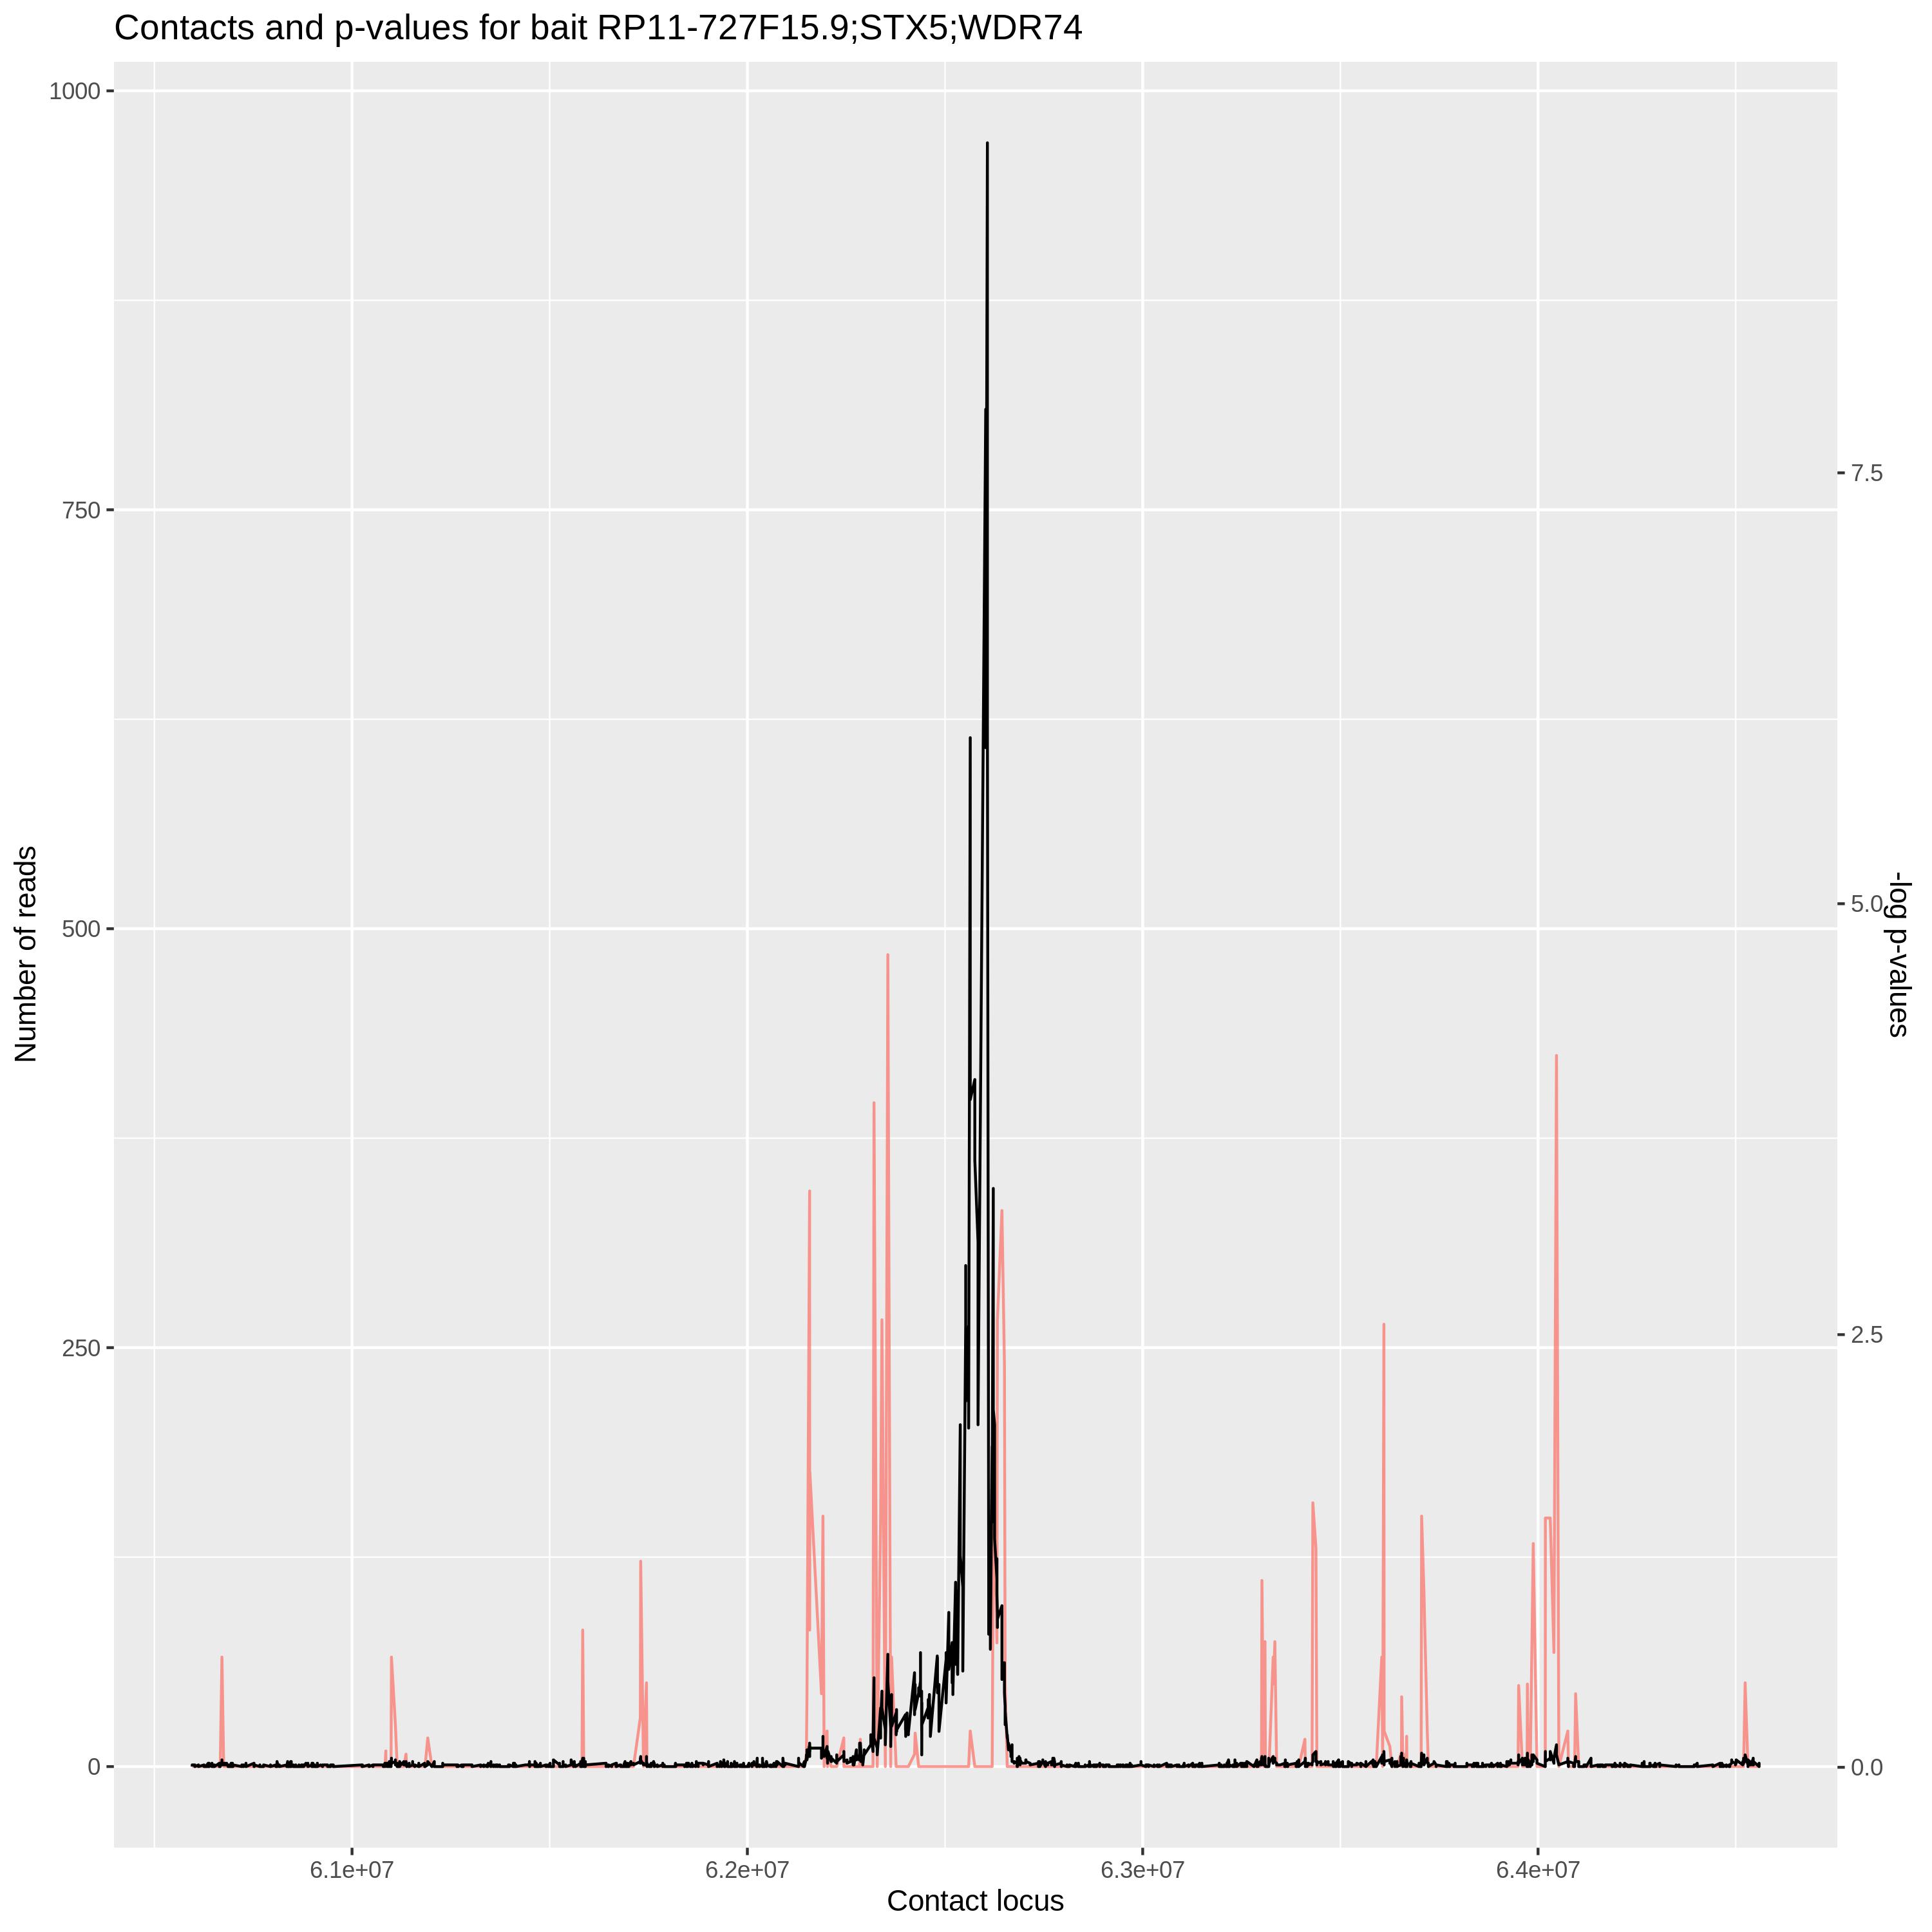 Contacts and p-values for bait RP11-727F15.9;STX5;WDR74
1000
750
500
250
0
Number of reads
7.5
5.0
2.5
0.0
-log p-values
6.1e+07
6.2e+07
6.3e+07
6.4e+07
Contact locus